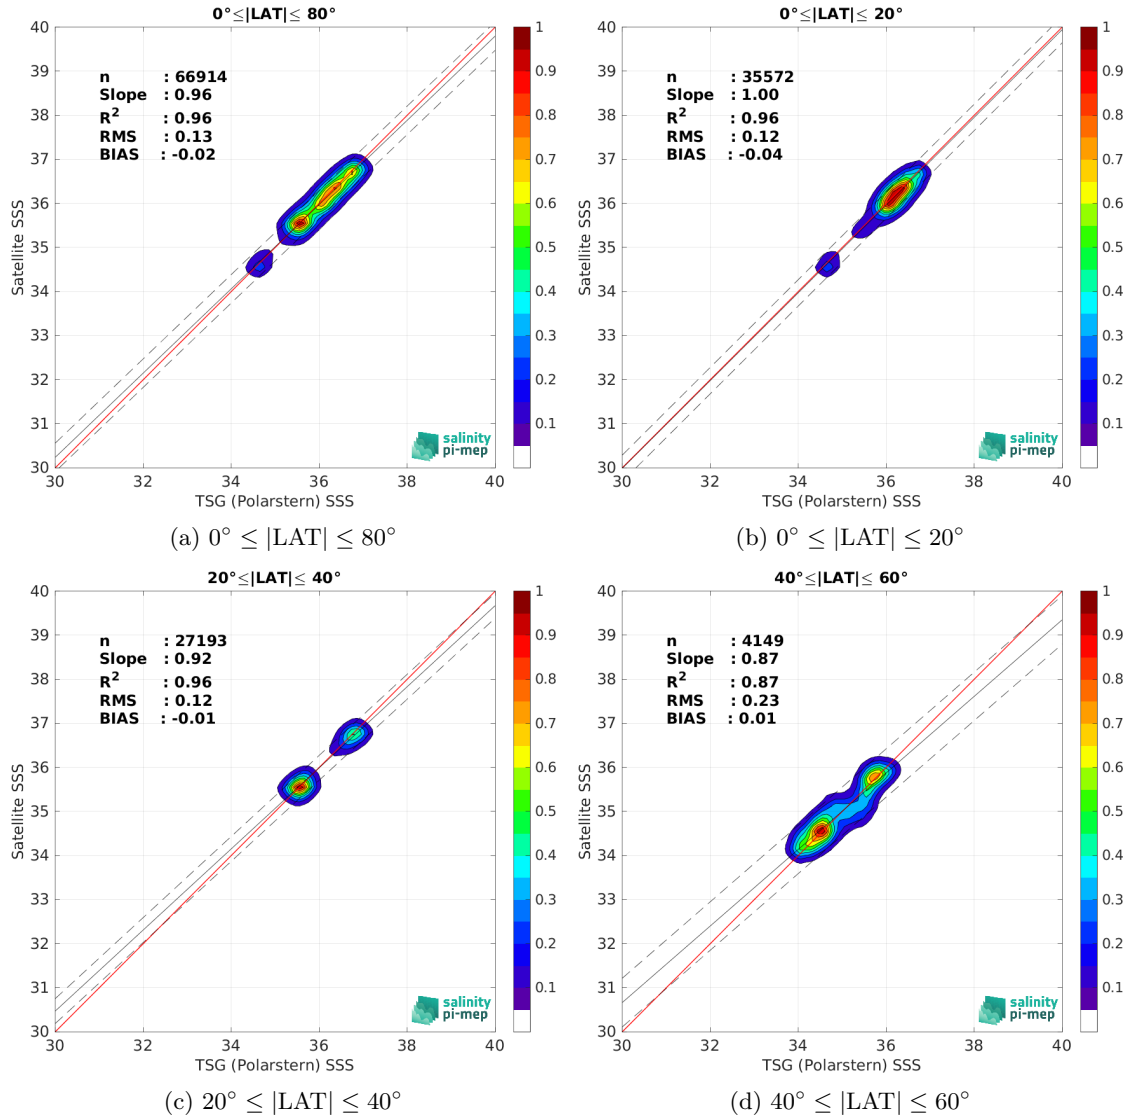 0°≤|LAT|≤ 80°
n : 66914
Slope : 0.96
R² : 0.96
RMS : 0.13
BIAS : -0.02
Satellite SSS
40
39
38
37
36
35
34
33
32
31
30
30 32 34 36 38 40
TSG (Polarstern) SSS
1
0.9
0.8
0.7
0.6
0.5
0.4
0.3
0.2
0.1
salinity
pi-mep
(a) 0° ≤ |LAT| ≤ 80°
0°≤|LAT|≤ 20°
n : 35572
Slope : 1.00
R² : 0.96
RMS : 0.12
BIAS : -0.04
Satellite SSS
40
39
38
37
36
35
34
33
32
31
30
30 32 34 36 38 40
TSG (Polarstern) SSS
1
0.9
0.8
0.7
0.6
0.5
0.4
0.3
0.2
0.1
salinity
pi-mep
(b) 0° ≤ |LAT| ≤ 20°
20°≤|LAT|≤ 40°
n : 27193
Slope : 0.92
R² : 0.96
RMS : 0.12
BIAS : -0.01
Satellite SSS
40
39
38
37
36
35
34
33
32
31
30
30 32 34 36 38 40
TSG (Polarstern) SSS
1
0.9
0.8
0.7
0.6
0.5
0.4
0.3
0.2
0.1
salinity
pi-mep
(c) 20° ≤ |LAT| ≤ 40°
40°≤|LAT|≤ 60°
n : 4149
Slope : 0.87
R² : 0.87
RMS : 0.23
BIAS : 0.01
Satellite SSS
40
39
38
37
36
35
34
33
32
31
30
30 32 34 36 38 40
TSG (Polarstern) SSS
1
0.9
0.8
0.7
0.6
0.5
0.4
0.3
0.2
0.1
salinity
pi-mep
(d) 40° ≤ |LAT| ≤ 60°